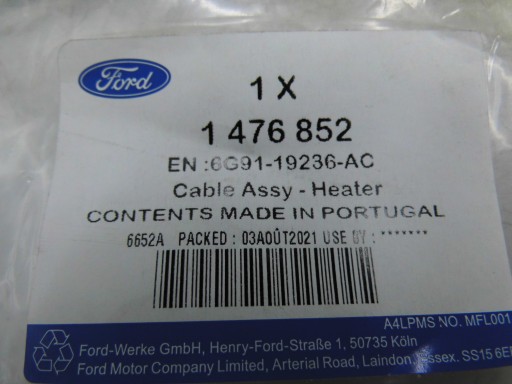 Ford
1 X
1 476 852
EN :6G91-19236-AC
Cable Assy - Heater
CONTENTS MADE IN PORTUGAL
6652A PACKED : 03AOÛT2021 USE BY : *******
A4LPMS NO. MFL001
Ford-Werke GmbH, Henry-Ford-Straße 1, 50735 Köln
Ford Motor Company Limited, Arterial Road, Laindon, Essex. SS15 6E